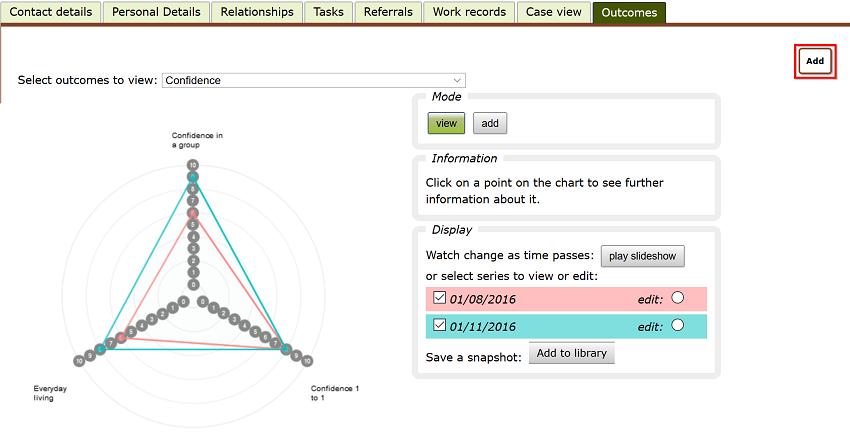 Contact details
Personal Details
Relationships
Tasks
Referrals
Work records
Case view
Outcomes
Add
Select outcomes to view: Confidence
Mode
view
add
Information
Click on a point on the chart to see further
information about it.
Display
Watch change as time passes: play slideshow
or select series to view or edit:
01/08/2016 edit:
01/11/2016 edit:
Save a snapshot: Add to library
Confidence in
a group
10
8
7
5
4
3
2
1
0
0
1
2
3
4
5
7
9
10
0
1
2
3
4
5
6
7
9
10
Everyday
living
Confidence 1
to 1